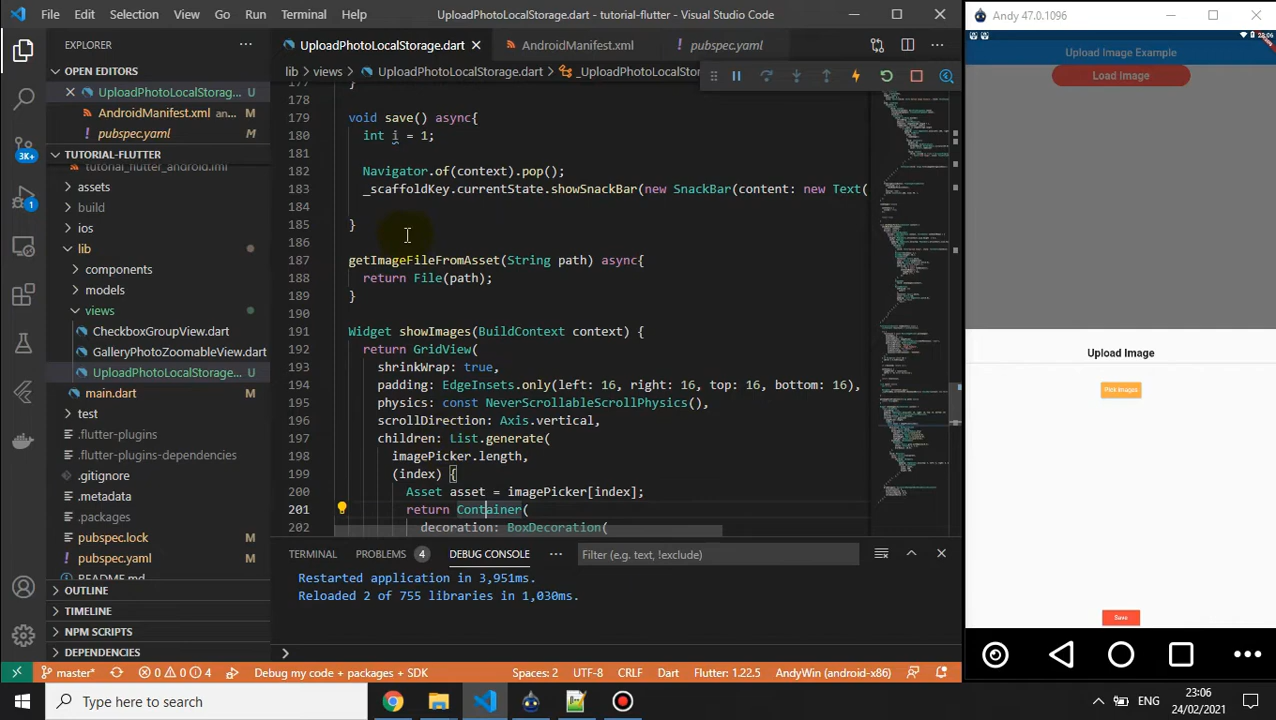 File Edit Selection View Go Run Terminal Help UploadPhotoLocalStorage.dart - tutorial-flutter - Visual Studio Code
EXPLORER
OPEN EDITORS
UploadPhotoLocalStorag... U
AndroidManifest.xml...
pubspec.yaml
TUTORIAL-FLUTTER
tutorial_flutter_android.iml
assets
build
ios
lib
components
models
views
CheckboxGroupView.dart
GalleryPhotoZoomableView.dart
UploadPhotoLocalStorage... U
main.dart
test
.flutter-plugins
.flutter-plugins-depende...
.gitignore
.metadata
.packages
pubspec.lock
pubspec.yaml
README.md
OUTLINE
TIMELINE
NPM SCRIPTS
DEPENDENCIES
3K+
1
UploadPhotoLocalStorage.dart
AndroidManifest.xml
pubspec.yaml
lib > views > UploadPhotoLocalStorage.dart > _UploadPhotoLocalSto
177 }
178
179 void save() async{
180 int i = 1;
181
182 Navigator.of(context).pop();
183 _scaffoldKey.currentState.showSnackBar(new SnackBar(content: new Text(
184
185 }
186
187 getImageFileFromAsset(String path) async{
188 return File(path);
189 }
190
191 Widget showImages(BuildContext context) {
192 return GridView(
193 shrinkWrap: true,
194 padding: EdgeInsets.only(left: 16, right: 16, top: 16, bottom: 16),
195 physics: NeverScrollableScrollPhysics(),
196 scrollDirection: Axis.vertical,
197 children: List.generate(
198 imagePicker.length,
199 (index) {
200 Asset asset = imagePicker[index];
201 return Container(
202 decoration: BoxDecoration(
TERMINAL PROBLEMS 4 DEBUG CONSOLE ... Filter (e.g. text, !exclude)
Restarted application in 3,951ms.
Reloaded 2 of 755 libraries in 1,030ms.
master* 0 0 4 Debug my code + packages + SDK Spaces: 2 UTF-8 CRLF Dart Flutter: 1.22.5 AndyWin (android-x86)
Andy 47.0.1096
23:06
Upload Image Example
Load Image
Upload Image
Pick Images
Save
Type here to search
ENG
23:06
24/02/2021